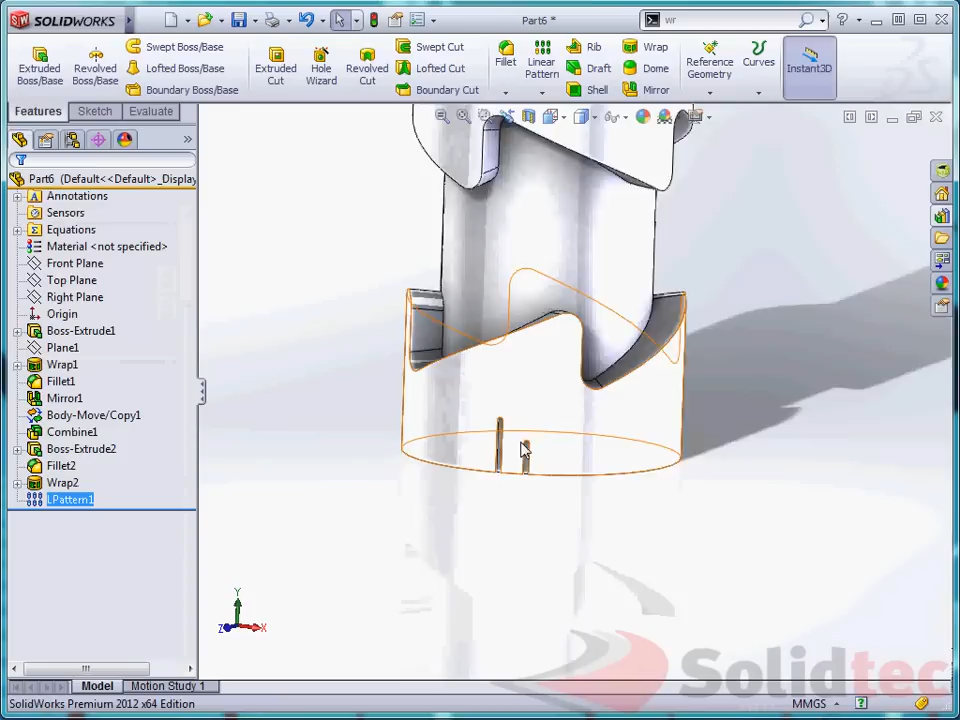 SOLIDWORKS
Part6 *
wr
Extruded Boss/Base
Revolved Boss/Base
Swept Boss/Base
Lofted Boss/Base
Boundary Boss/Base
Extruded Cut
Hole Wizard
Revolved Cut
Swept Cut
Lofted Cut
Boundary Cut
Fillet
Linear Pattern
Rib
Draft
Shell
Wrap
Dome
Mirror
Reference Geometry
Curves
Instant3D
Features
Sketch
Evaluate
Part6 (Default<<Default>_Display
Annotations
Sensors
Equations
Material <not specified>
Front Plane
Top Plane
Right Plane
Origin
Boss-Extrude1
Plane1
Wrap1
Fillet1
Mirror1
Body-Move/Copy1
Combine1
Boss-Extrude2
Fillet2
Wrap2
LPattern1
Y
Z
X
Solidtec
Model
Motion Study 1
SolidWorks Premium 2012 x64 Edition
MMGS